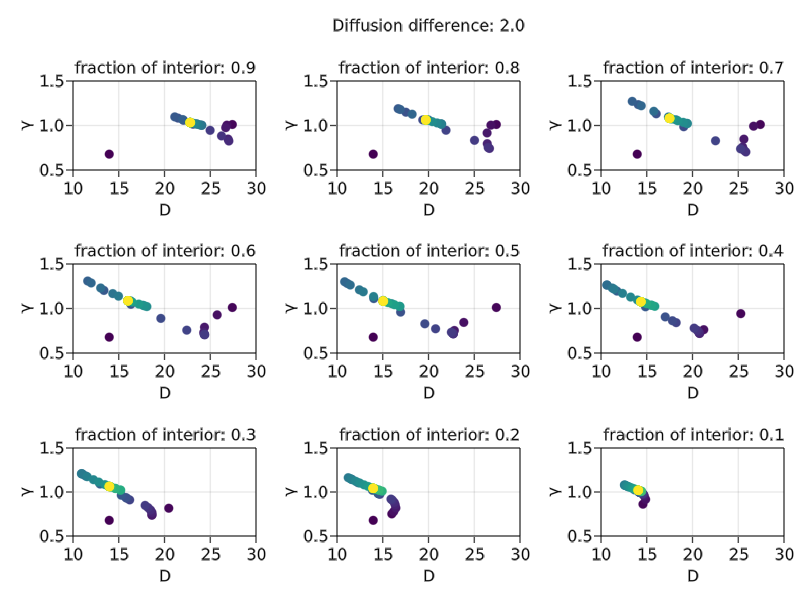 Diffusion difference: 2.0
fraction of interior: 0.9
fraction of interior: 0.8
fraction of interior: 0.7
1.5
1.0
0.5
γ
10 15 20 25 30
D
1.5
1.0
0.5
γ
10 15 20 25 30
D
1.5
1.0
0.5
γ
10 15 20 25 30
D
fraction of interior: 0.6
fraction of interior: 0.5
fraction of interior: 0.4
1.5
1.0
0.5
γ
10 15 20 25 30
D
1.5
1.0
0.5
γ
10 15 20 25 30
D
1.5
1.0
0.5
γ
10 15 20 25 30
D
fraction of interior: 0.3
fraction of interior: 0.2
fraction of interior: 0.1
1.5
1.0
0.5
γ
10 15 20 25 30
D
1.5
1.0
0.5
γ
10 15 20 25 30
D
1.5
1.0
0.5
γ
10 15 20 25 30
D